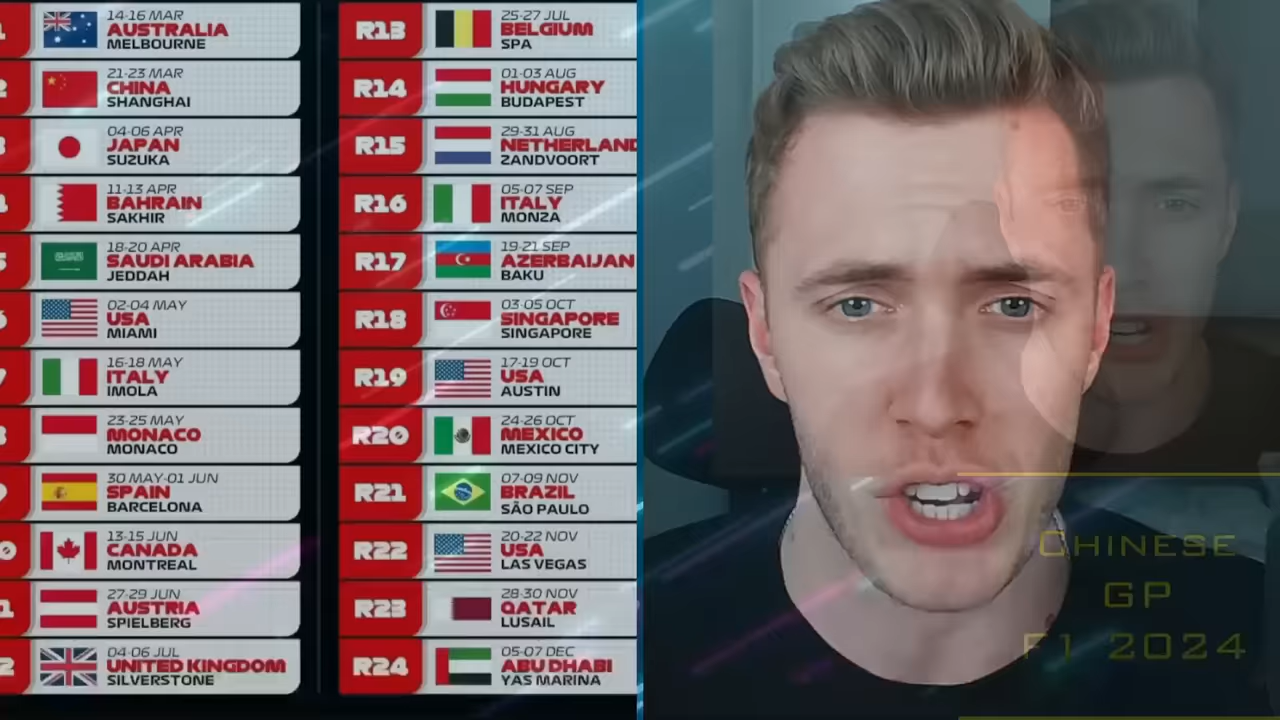 14-16 MAR
AUSTRALIA
MELBOURNE
21-23 MAR
CHINA
SHANGHAI
04-06 APR
JAPAN
SUZUKA
11-13 APR
BAHRAIN
SAKHIR
18-20 APR
SAUDI ARABIA
JEDDAH
02-04 MAY
USA
MIAMI
16-18 MAY
ITALY
IMOLA
23-25 MAY
MONACO
MONACO
30 MAY-01 JUN
SPAIN
BARCELONA
13-15 JUN
CANADA
MONTREAL
27-29 JUN
AUSTRIA
SPIELBERG
04-06 JUL
UNITED KINGDOM
SILVERSTONE
R13
25-27 JUL
BELGIUM
SPA
R14
01-03 AUG
HUNGARY
BUDAPEST
R15
29-31 AUG
NETHERLAND
ZANDVOORT
R16
05-07 SEP
ITALY
MONZA
R17
19-21 SEP
AZERBAIJAN
BAKU
R18
03-05 OCT
SINGAPORE
SINGAPORE
R19
17-19 OCT
USA
AUSTIN
R20
24-26 OCT
MEXICO
MEXICO CITY
R21
07-09 NOV
BRAZIL
SÃO PAULO
R22
20-22 NOV
USA
LAS VEGAS
R23
28-30 NOV
QATAR
LUSAIL
R24
05-07 DEC
ABU DHABI
YAS MARINA
CHINESE
GP
F1 2024